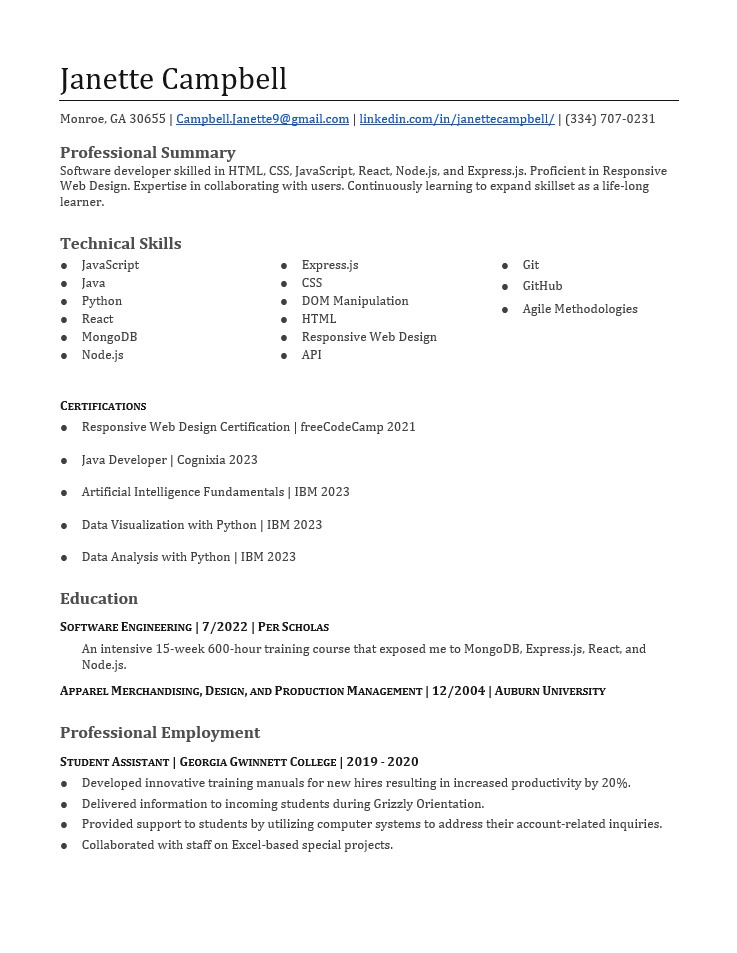 Janette Campbell
Monroe, GA 30655 | Campbell.Janette9@gmail.com | linkedin.com/in/janettecampbell/ | (334) 707-0231
Professional Summary
Software developer skilled in HTML, CSS, JavaScript, React, Node.js, and Express.js. Proficient in Responsive
Web Design. Expertise in collaborating with users. Continuously learning to expand skillset as a life-long
learner.
Technical Skills
● JavaScript
● Java
● Python
● React
● MongoDB
● Node.js
● Express.js
● CSS
● DOM Manipulation
● HTML
● Responsive Web Design
● API
● Git
● GitHub
● Agile Methodologies
CERTIFICATIONS
● Responsive Web Design Certification | freeCodeCamp 2021
● Java Developer | Cognixia 2023
● Artificial Intelligence Fundamentals | IBM 2023
● Data Visualization with Python | IBM 2023
● Data Analysis with Python | IBM 2023
Education
SOFTWARE ENGINEERING | 7/2022 | PER SCHOLAS
An intensive 15-week 600-hour training course that exposed me to MongoDB, Express.js, React, and
Node.js.
APPAREL MERCHANDISING, DESIGN, AND PRODUCTION MANAGEMENT | 12/2004 | AUBURN UNIVERSITY
Professional Employment
STUDENT ASSISTANT | GEORGIA GWINNETT COLLEGE | 2019 - 2020
● Developed innovative training manuals for new hires resulting in increased productivity by 20%.
● Delivered information to incoming students during Grizzly Orientation.
● Provided support to students by utilizing computer systems to address their account-related inquiries.
● Collaborated with staff on Excel-based special projects.